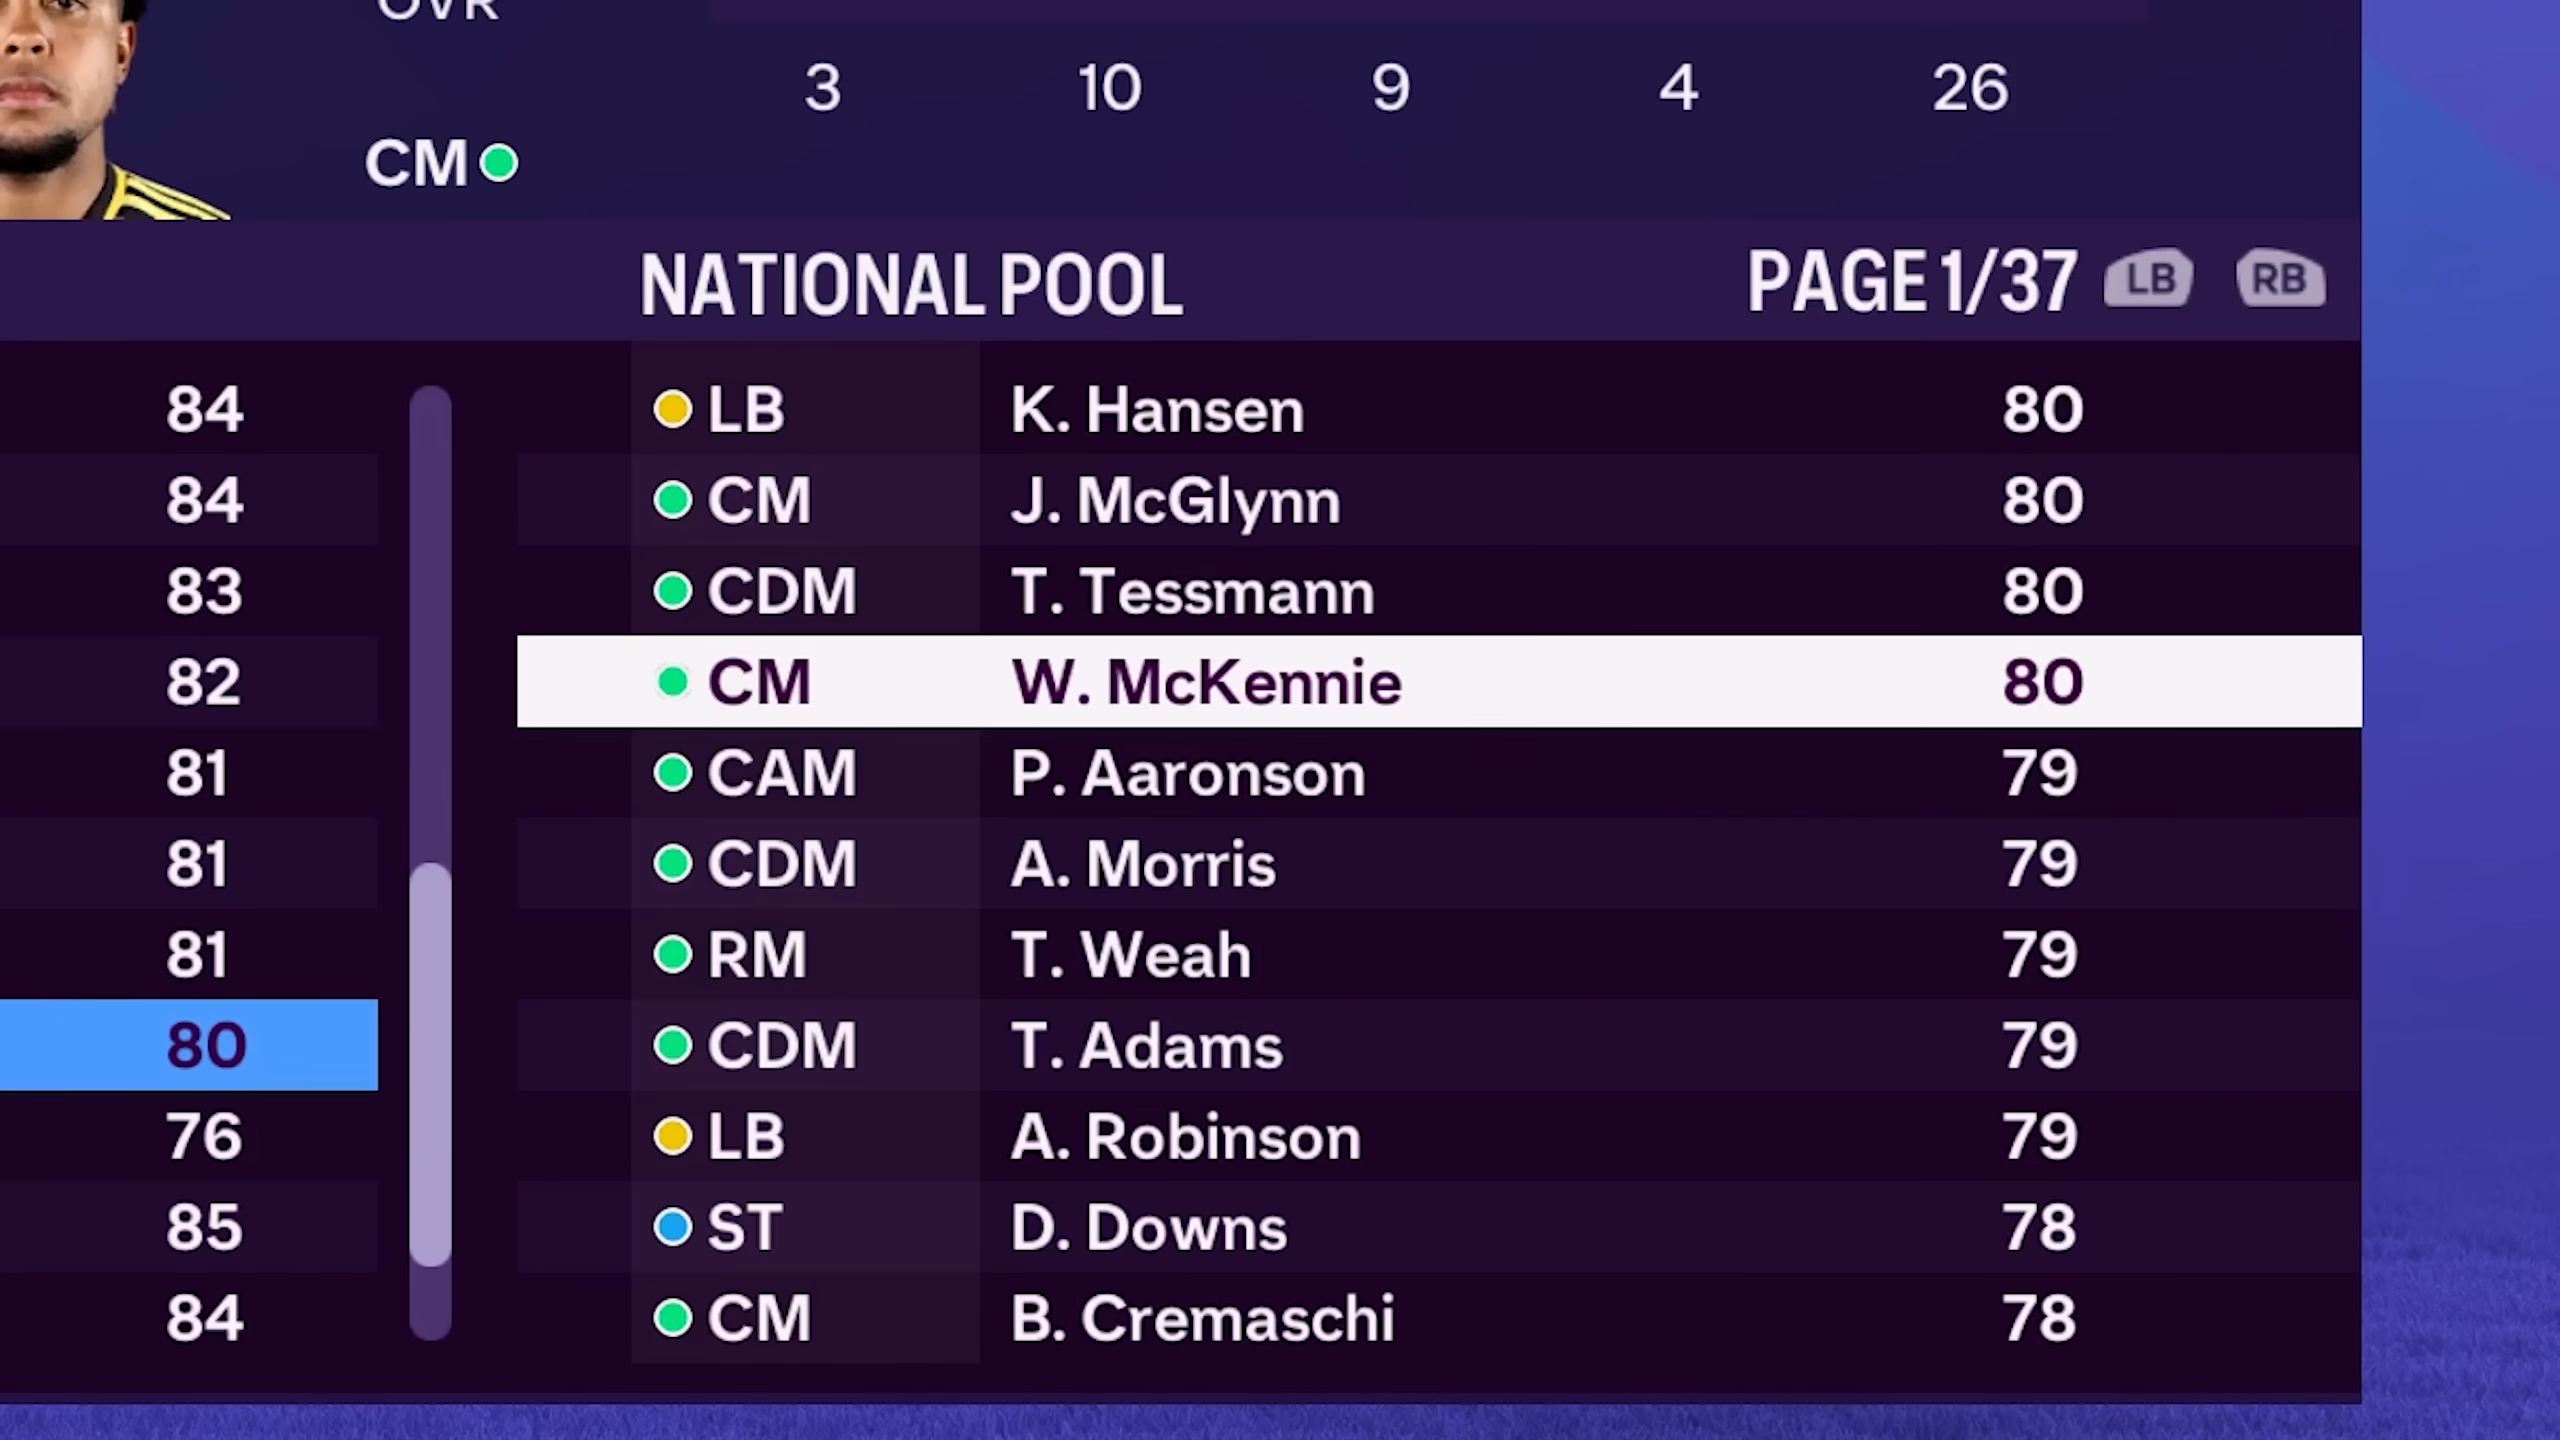 OVR
3 10 9 4 26
CM
NATIONAL POOL PAGE 1/37 LB RB
84 LB K. Hansen 80
84 CM J. McGlynn 80
83 CDM T. Tessmann 80
82 CM W. McKennie 80
81 CAM P. Aaronson 79
81 CDM A. Morris 79
81 RM T. Weah 79
80 CDM T. Adams 79
76 LB A. Robinson 79
85 ST D. Downs 78
84 CM B. Cremaschi 78